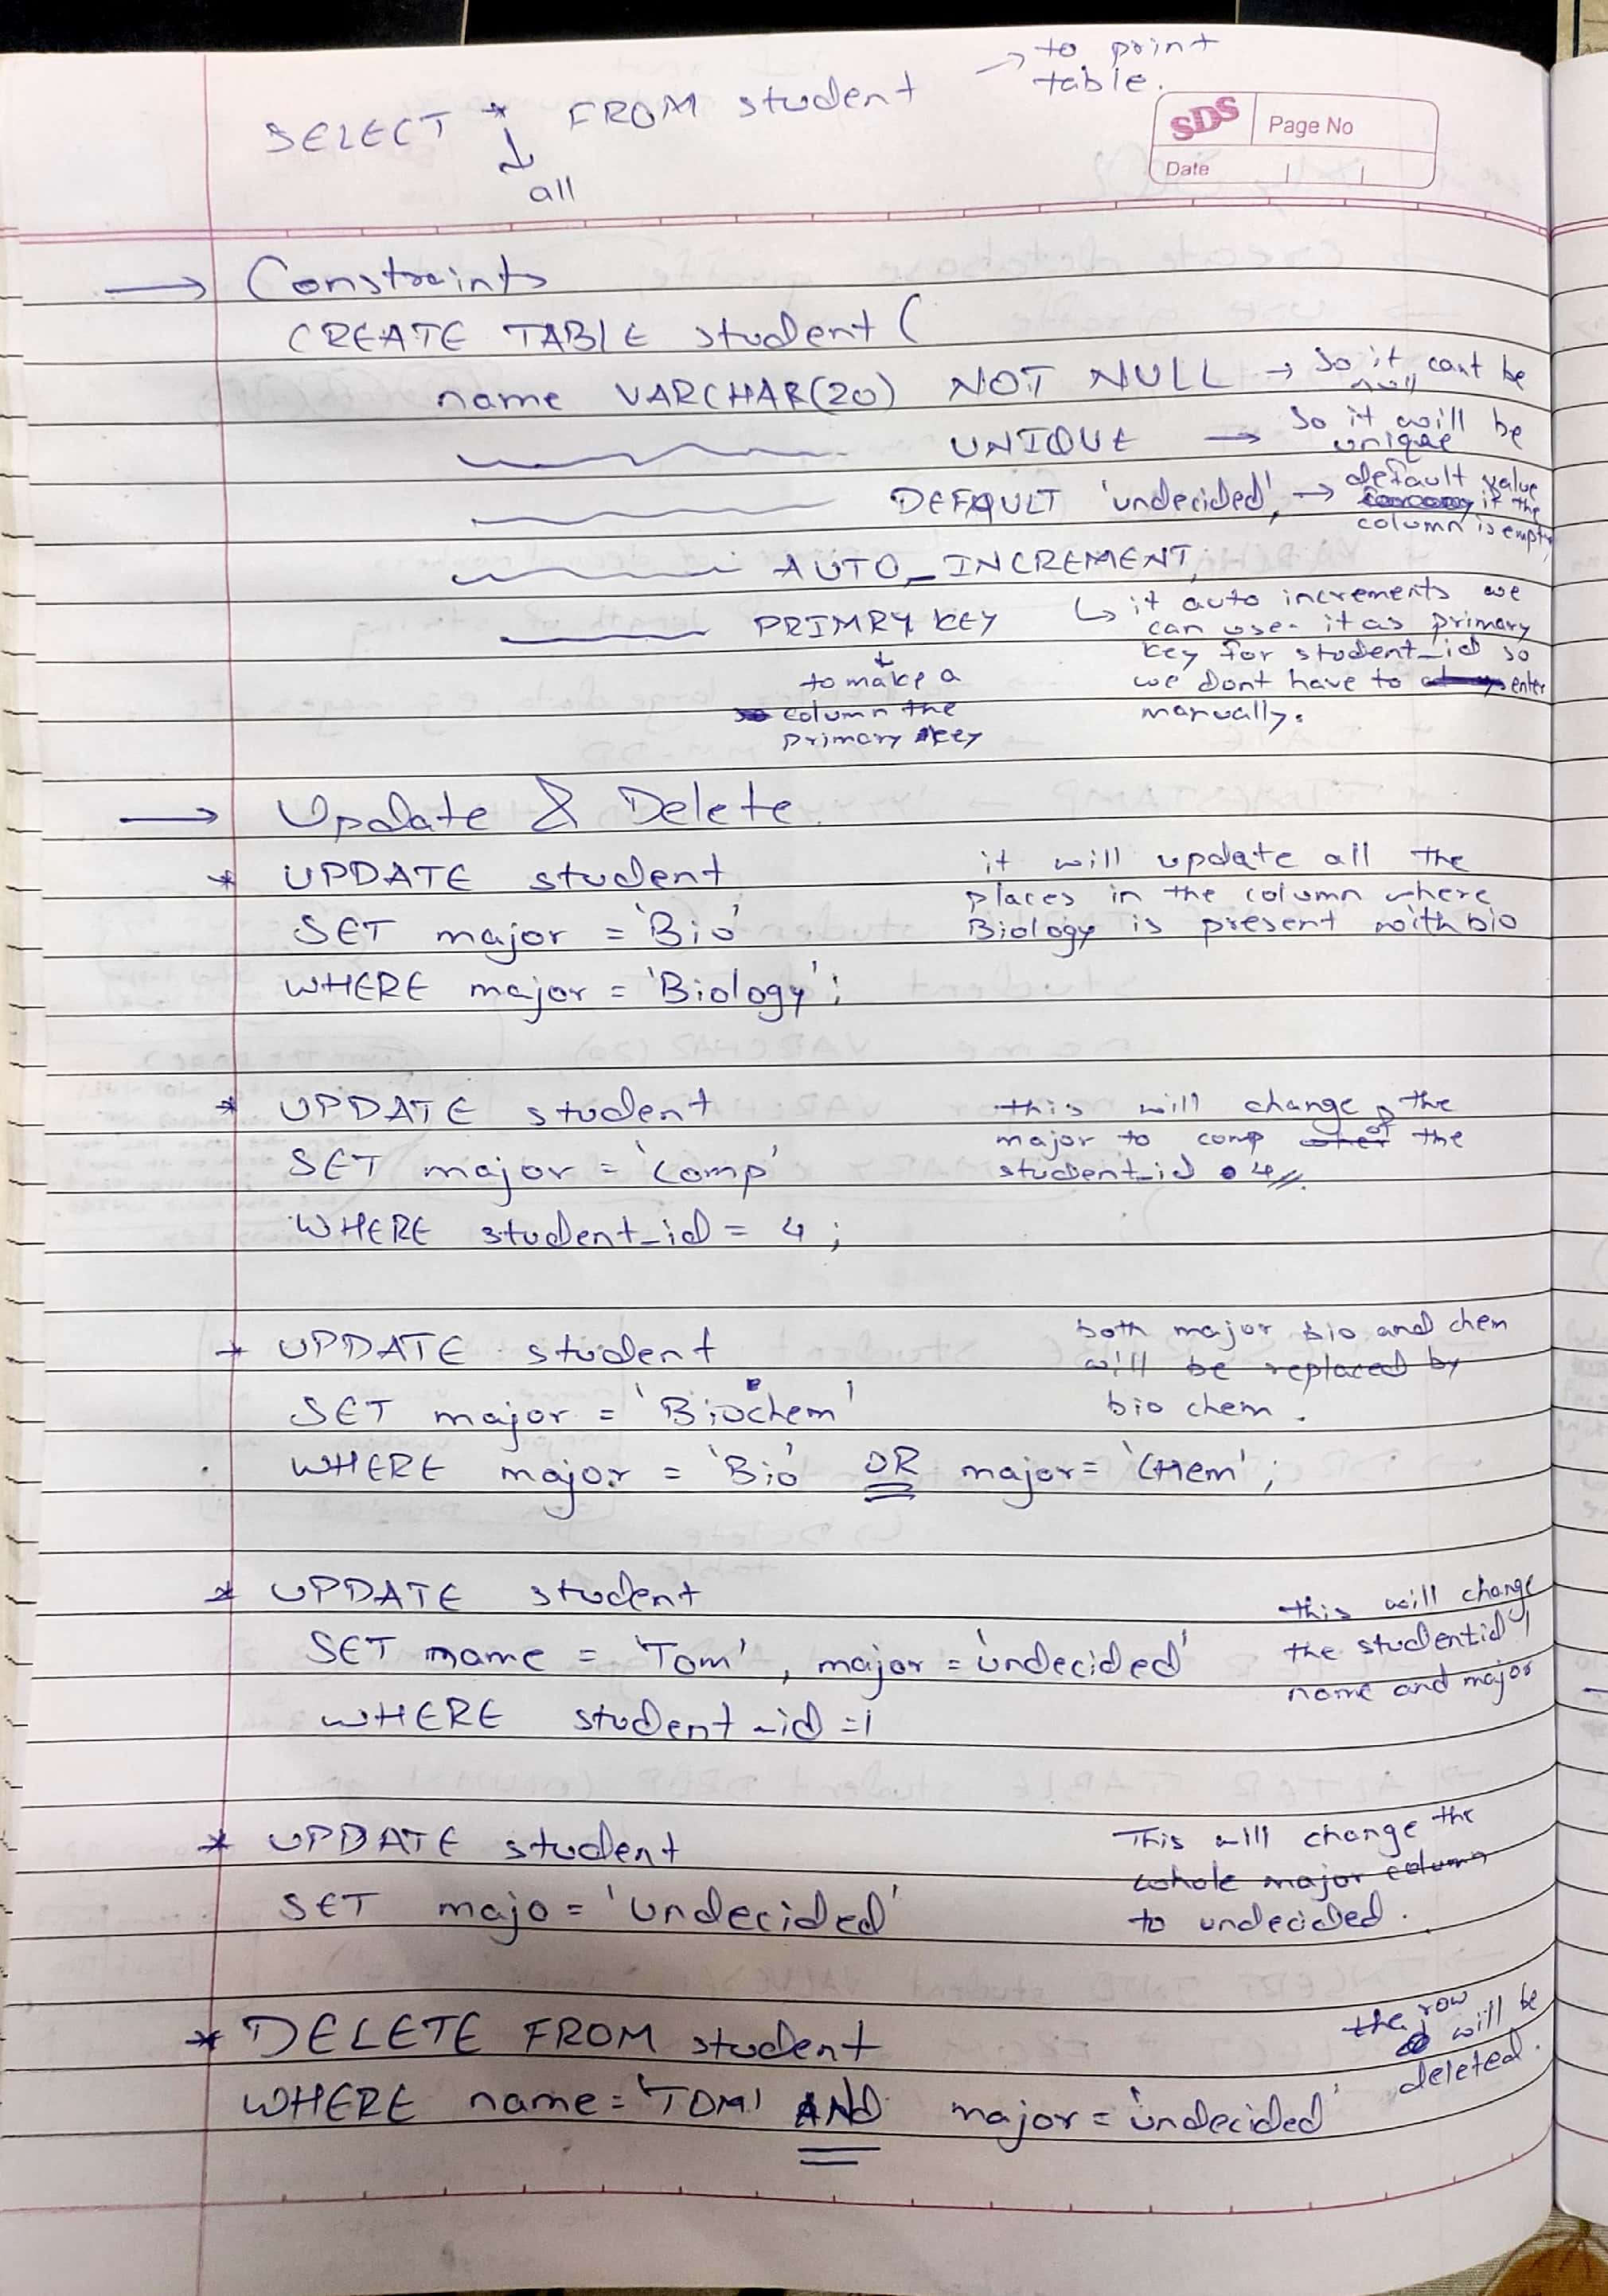 → to print
table.
SELECT * FROM student
↓
all
SDS Page No
Date
→ Constraints
CREATE TABLE student (
name VARCHAR(20) NOT NULL → so it cant be
null
UNIQUE → so it will be
unique
DEFAULT 'undecided', → default value
if the
column is empty
AUTO_INCREMENT,
↳ it auto increments we
PRIMRY KEY
can use it as primary
key for student_id so
we dont have to enter
manually.
↓
to make a
column the
primary key
→ Update & Delete
* UPDATE student
SET major = 'Bio'
WHERE major = 'Biology';
it will update all the
places in the column where
Biology is present with bio
* UPDATE student
SET major = 'comp'
WHERE student_id = 4;
this will change the
major to comp of the
student_id 4
* UPDATE student
SET major = 'Biochem'
WHERE major = 'Bio' OR major = 'CHem';
both major bio and chem
will be replaced by
bio chem.
* UPDATE student
SET name = 'Tom', major = 'undecided'
WHERE student_id = 1
this will change
the studentid 1
name and major
* UPDATE student
SET majo = 'undecided'
This will change the
whole major column
to undecided.
* DELETE FROM student
WHERE name = 'TOM' AND major = 'undecided'
the row
will be
deleted.